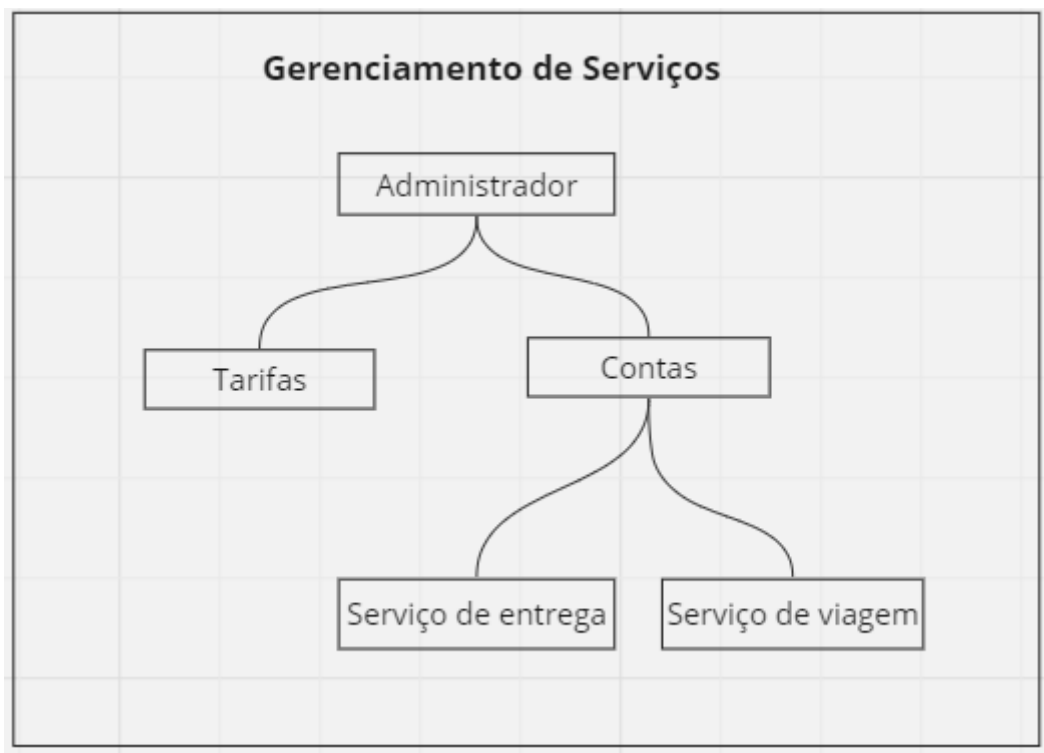 Gerenciamento de Serviços
Administrador
Tarifas
Contas
Serviço de entrega
Serviço de viagem